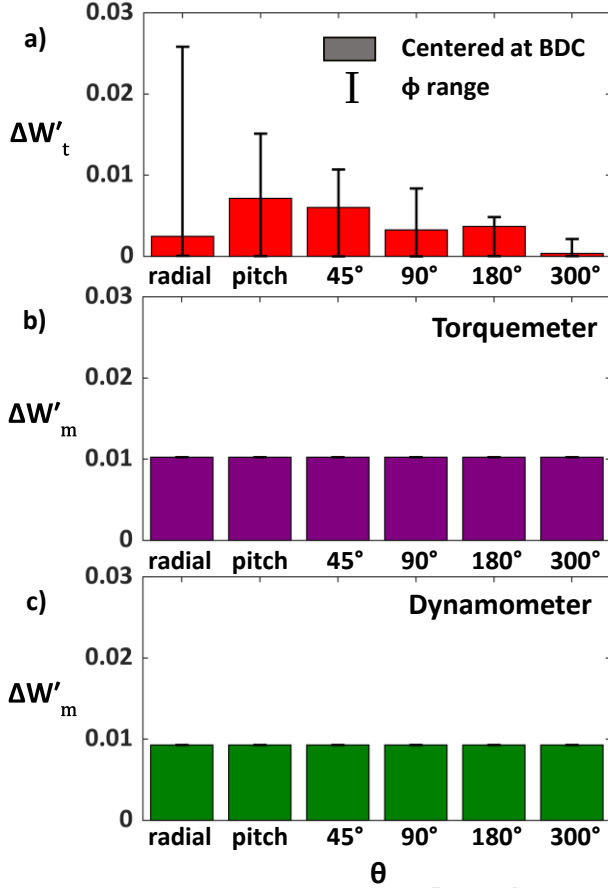 a)
0.03
0.02
0.01
0
ΔW′t
Centered at BDC
ϕ range
radial pitch 45° 90° 180° 300°
b)
0.03
0.02
0.01
0
ΔW′m
Torquemeter
radial pitch 45° 90° 180° 300°
c)
0.03
0.02
0.01
0
ΔW′m
Dynamometer
radial pitch 45° 90° 180° 300°
θ